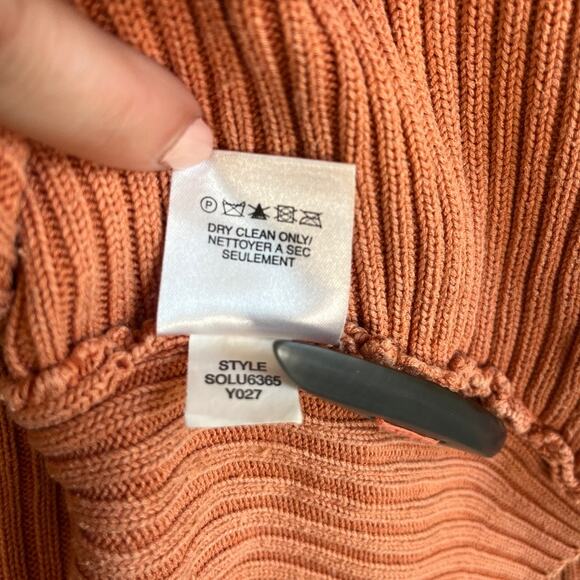 P
DRY CLEAN ONLY/
NETTOYER A SEC
SEULEMENT
STYLE
SOLU6365
Y027